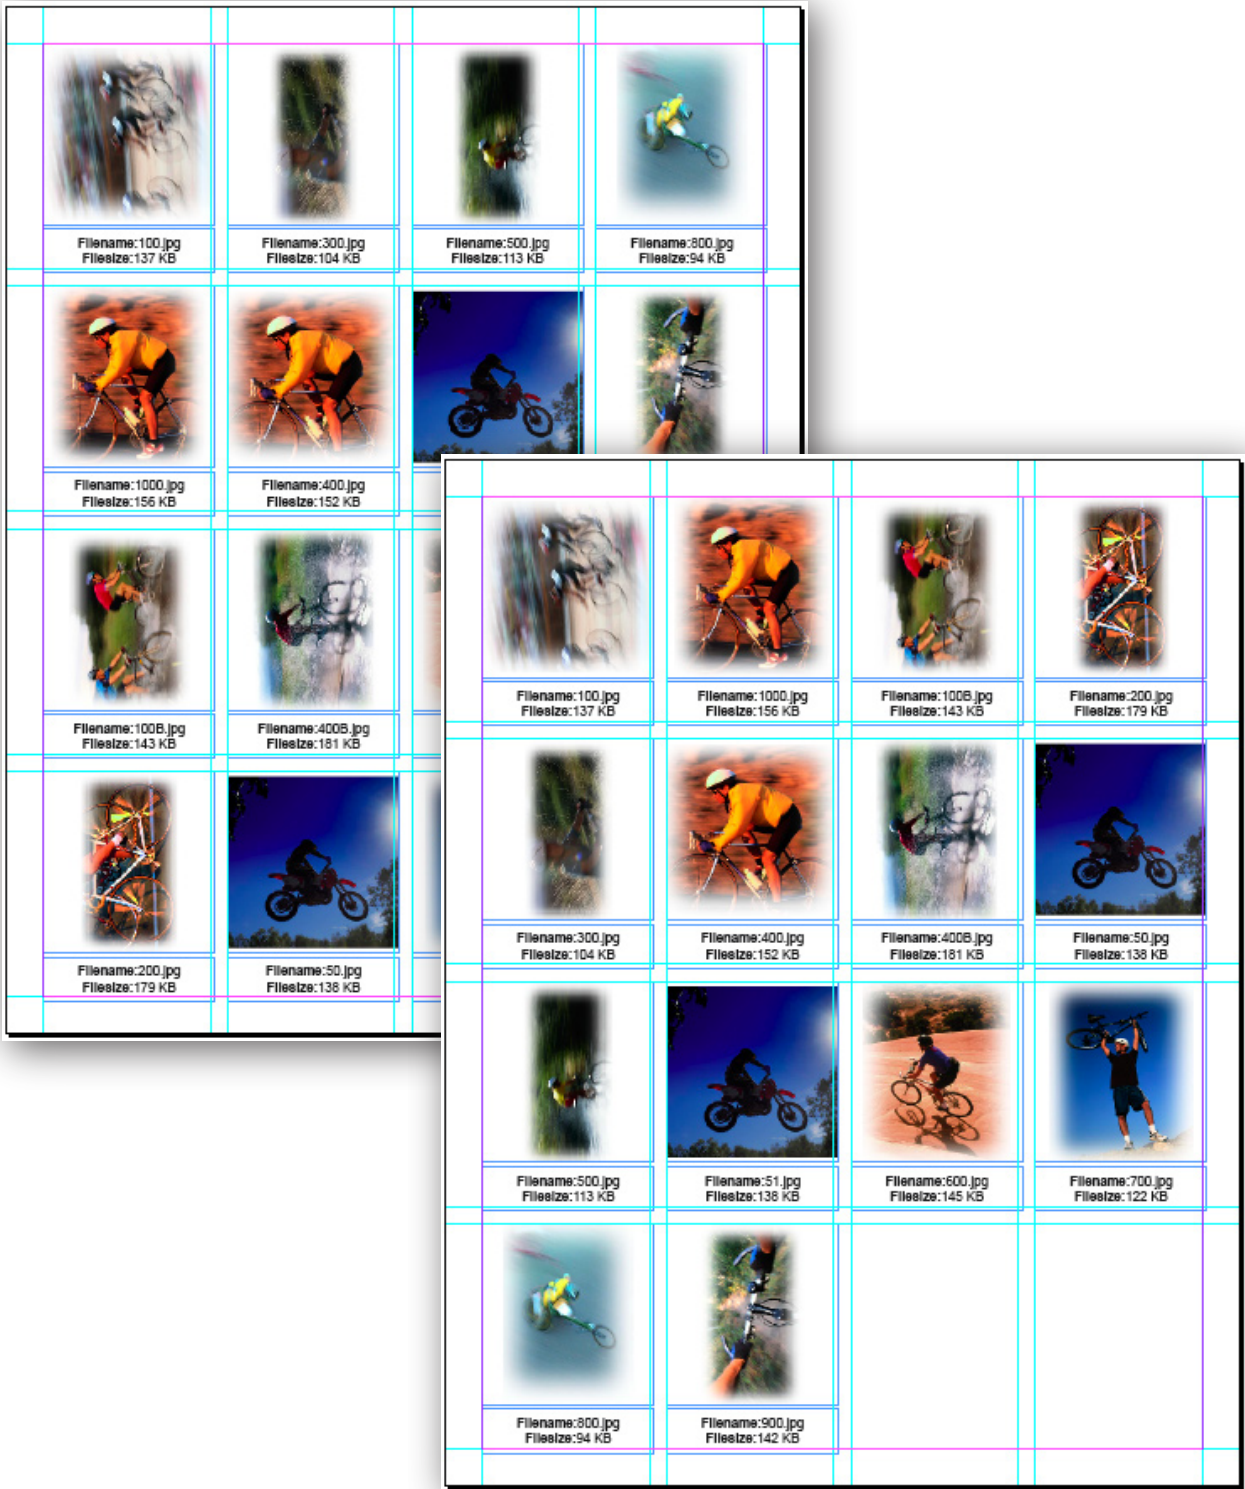 Filename:100.jpg
Filesize:137 KB
Filename:300.jpg
Filesize:104 KB
Filename:500.jpg
Filesize:113 KB
Filename:800.jpg
Filesize:94 KB
Filename:1000.jpg
Filesize:156 KB
Filename:400.jpg
Filesize:152 KB
Filename:100B.jpg
Filesize:143 KB
Filename:400B.jpg
Filesize:181 KB
Filename:200.jpg
Filesize:179 KB
Filename:50.jpg
Filesize:138 KB
Filename:100.jpg
Filesize:137 KB
Filename:1000.jpg
Filesize:156 KB
Filename:100B.jpg
Filesize:143 KB
Filename:200.jpg
Filesize:179 KB
Filename:300.jpg
Filesize:104 KB
Filename:400.jpg
Filesize:152 KB
Filename:400B.jpg
Filesize:181 KB
Filename:50.jpg
Filesize:138 KB
Filename:500.jpg
Filesize:113 KB
Filename:51.jpg
Filesize:138 KB
Filename:600.jpg
Filesize:145 KB
Filename:700.jpg
Filesize:122 KB
Filename:800.jpg
Filesize:94 KB
Filename:900.jpg
Filesize:142 KB